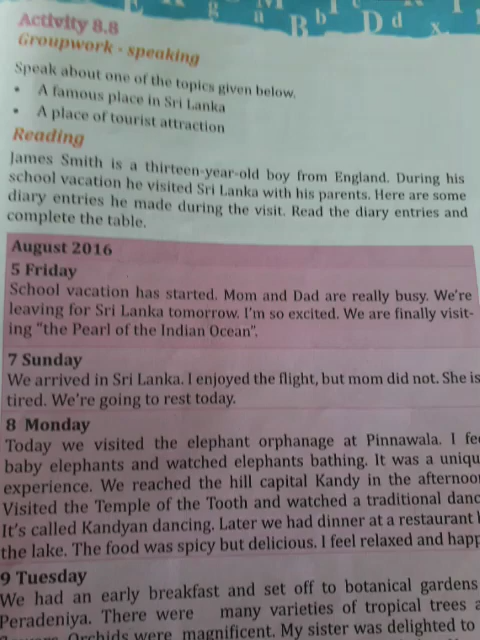 g a B b D d x
Activity 8.8
Groupwork - speaking
Speak about one of the topics given below.
• A famous place in Sri Lanka
• A place of tourist attraction
Reading
James Smith is a thirteen-year-old boy from England. During his
school vacation he visited Sri Lanka with his parents. Here are some
diary entries he made during the visit. Read the diary entries and
complete the table.
August 2016
5 Friday
School vacation has started. Mom and Dad are really busy. We're
leaving for Sri Lanka tomorrow. I'm so excited. We are finally visit-
ing "the Pearl of the Indian Ocean".
7 Sunday
We arrived in Sri Lanka. I enjoyed the flight, but mom did not. She is
tired. We're going to rest today.
8 Monday
Today we visited the elephant orphanage at Pinnawala. I fee
baby elephants and watched elephants bathing. It was a uniqu
experience. We reached the hill capital Kandy in the afternoo
Visited the Temple of the Tooth and watched a traditional danc
It's called Kandyan dancing. Later we had dinner at a restaurant
the lake. The food was spicy but delicious. I feel relaxed and happ
9 Tuesday
We had an early breakfast and set off to botanical gardens
Peradeniya. There were many varieties of tropical trees a
Orchids were magnificent. My sister was delighted to